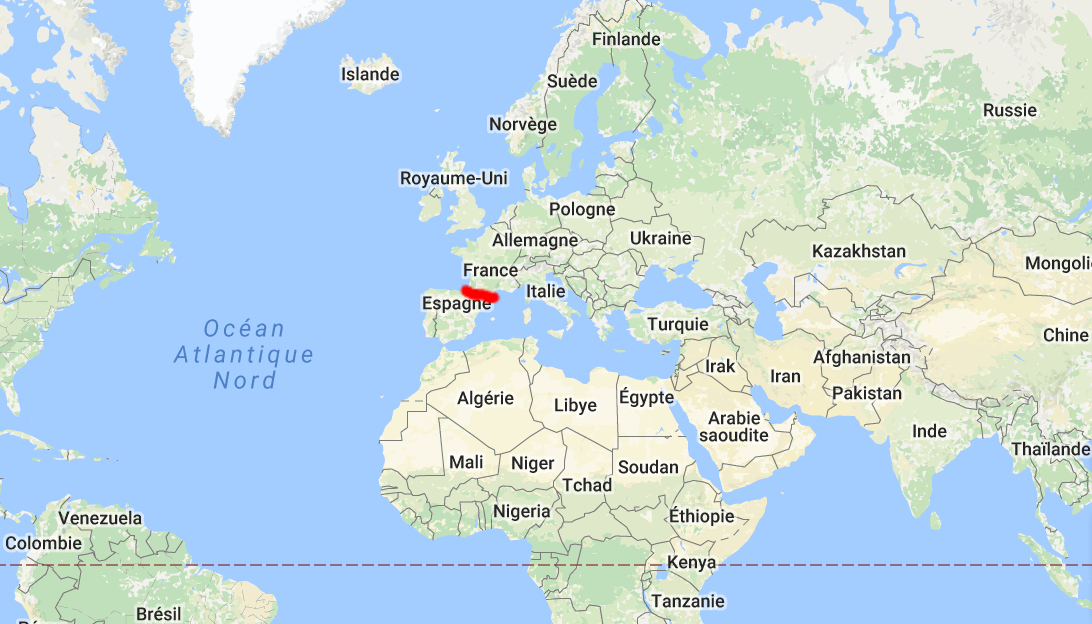 Finlande
Islande
Suède
Russie
Norvège
Royaume-Uni
Pologne
Allemagne
Ukraine
Kazakhstan
France
Mongoli
Italie
Espagne
Océan
Atlantique
Nord
Turquie
Chine
Afghanistan
Irak
Iran
Pakistan
Algérie
Libye
Égypte
Arabie
saoudite
Inde
Thaïlande
Mali
Niger
Soudan
Tchad
Nigeria
Éthiopie
Venezuela
Colombie
Kenya
Tanzanie
Brésil